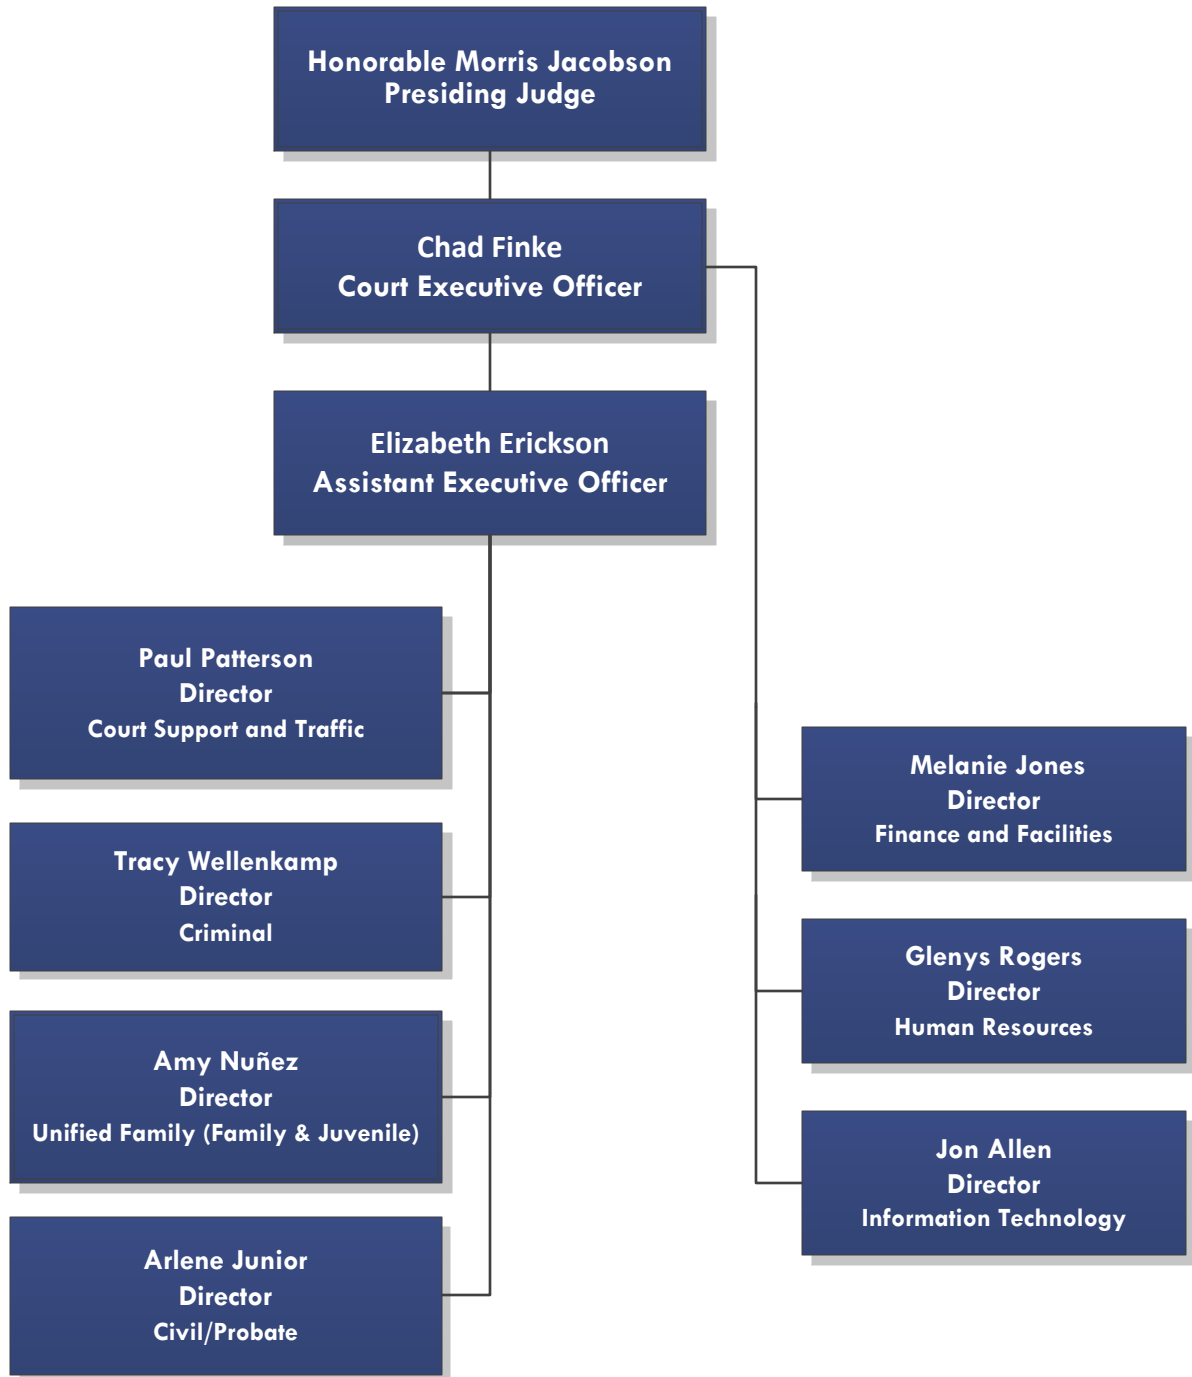 Honorable Morris Jacobson
Presiding Judge
Chad Finke
Court Executive Officer
Elizabeth Erickson
Assistant Executive Officer
Paul Patterson
Director
Court Support and Traffic
Tracy Wellenkamp
Director
Criminal
Amy Nuñez
Director
Unified Family (Family & Juvenile)
Arlene Junior
Director
Civil/Probate
Melanie Jones
Director
Finance and Facilities
Glenys Rogers
Director
Human Resources
Jon Allen
Director
Information Technology